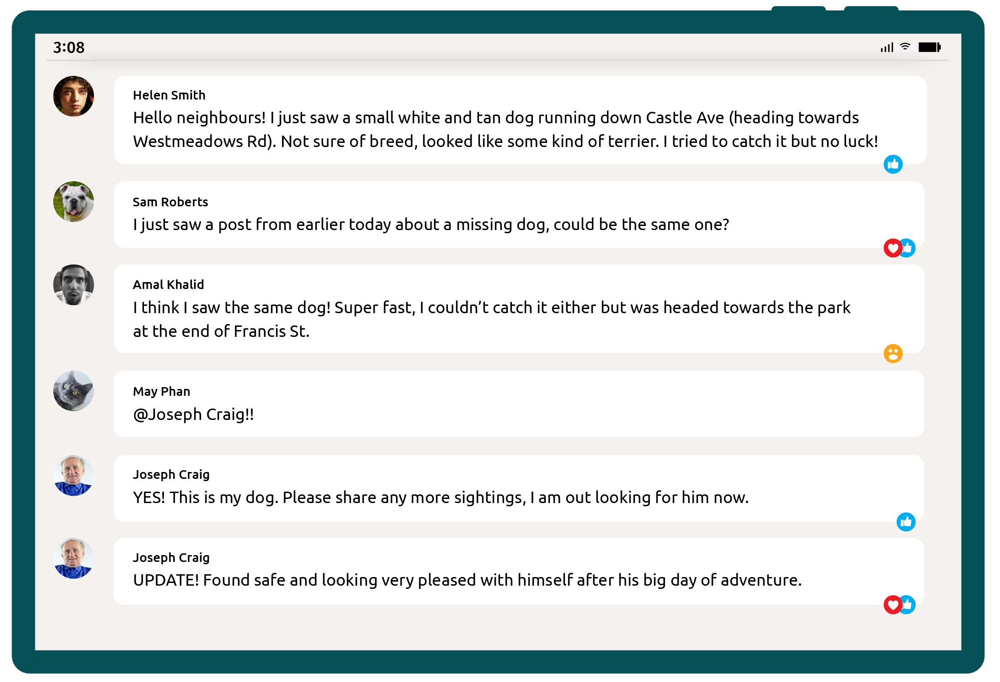 3:08
Helen Smith
Hello neighbours! I just saw a small white and tan dog running down Castle Ave (heading towards
Westmeadows Rd). Not sure of breed, looked like some kind of terrier. I tried to catch it but no luck!
Sam Roberts
I just saw a post from earlier today about a missing dog, could be the same one?
Amal Khalid
I think I saw the same dog! Super fast, I couldn’t catch it either but was headed towards the park
at the end of Francis St.
May Phan
@Joseph Craig!!
Joseph Craig
YES! This is my dog. Please share any more sightings, I am out looking for him now.
Joseph Craig
UPDATE! Found safe and looking very pleased with himself after his big day of adventure.